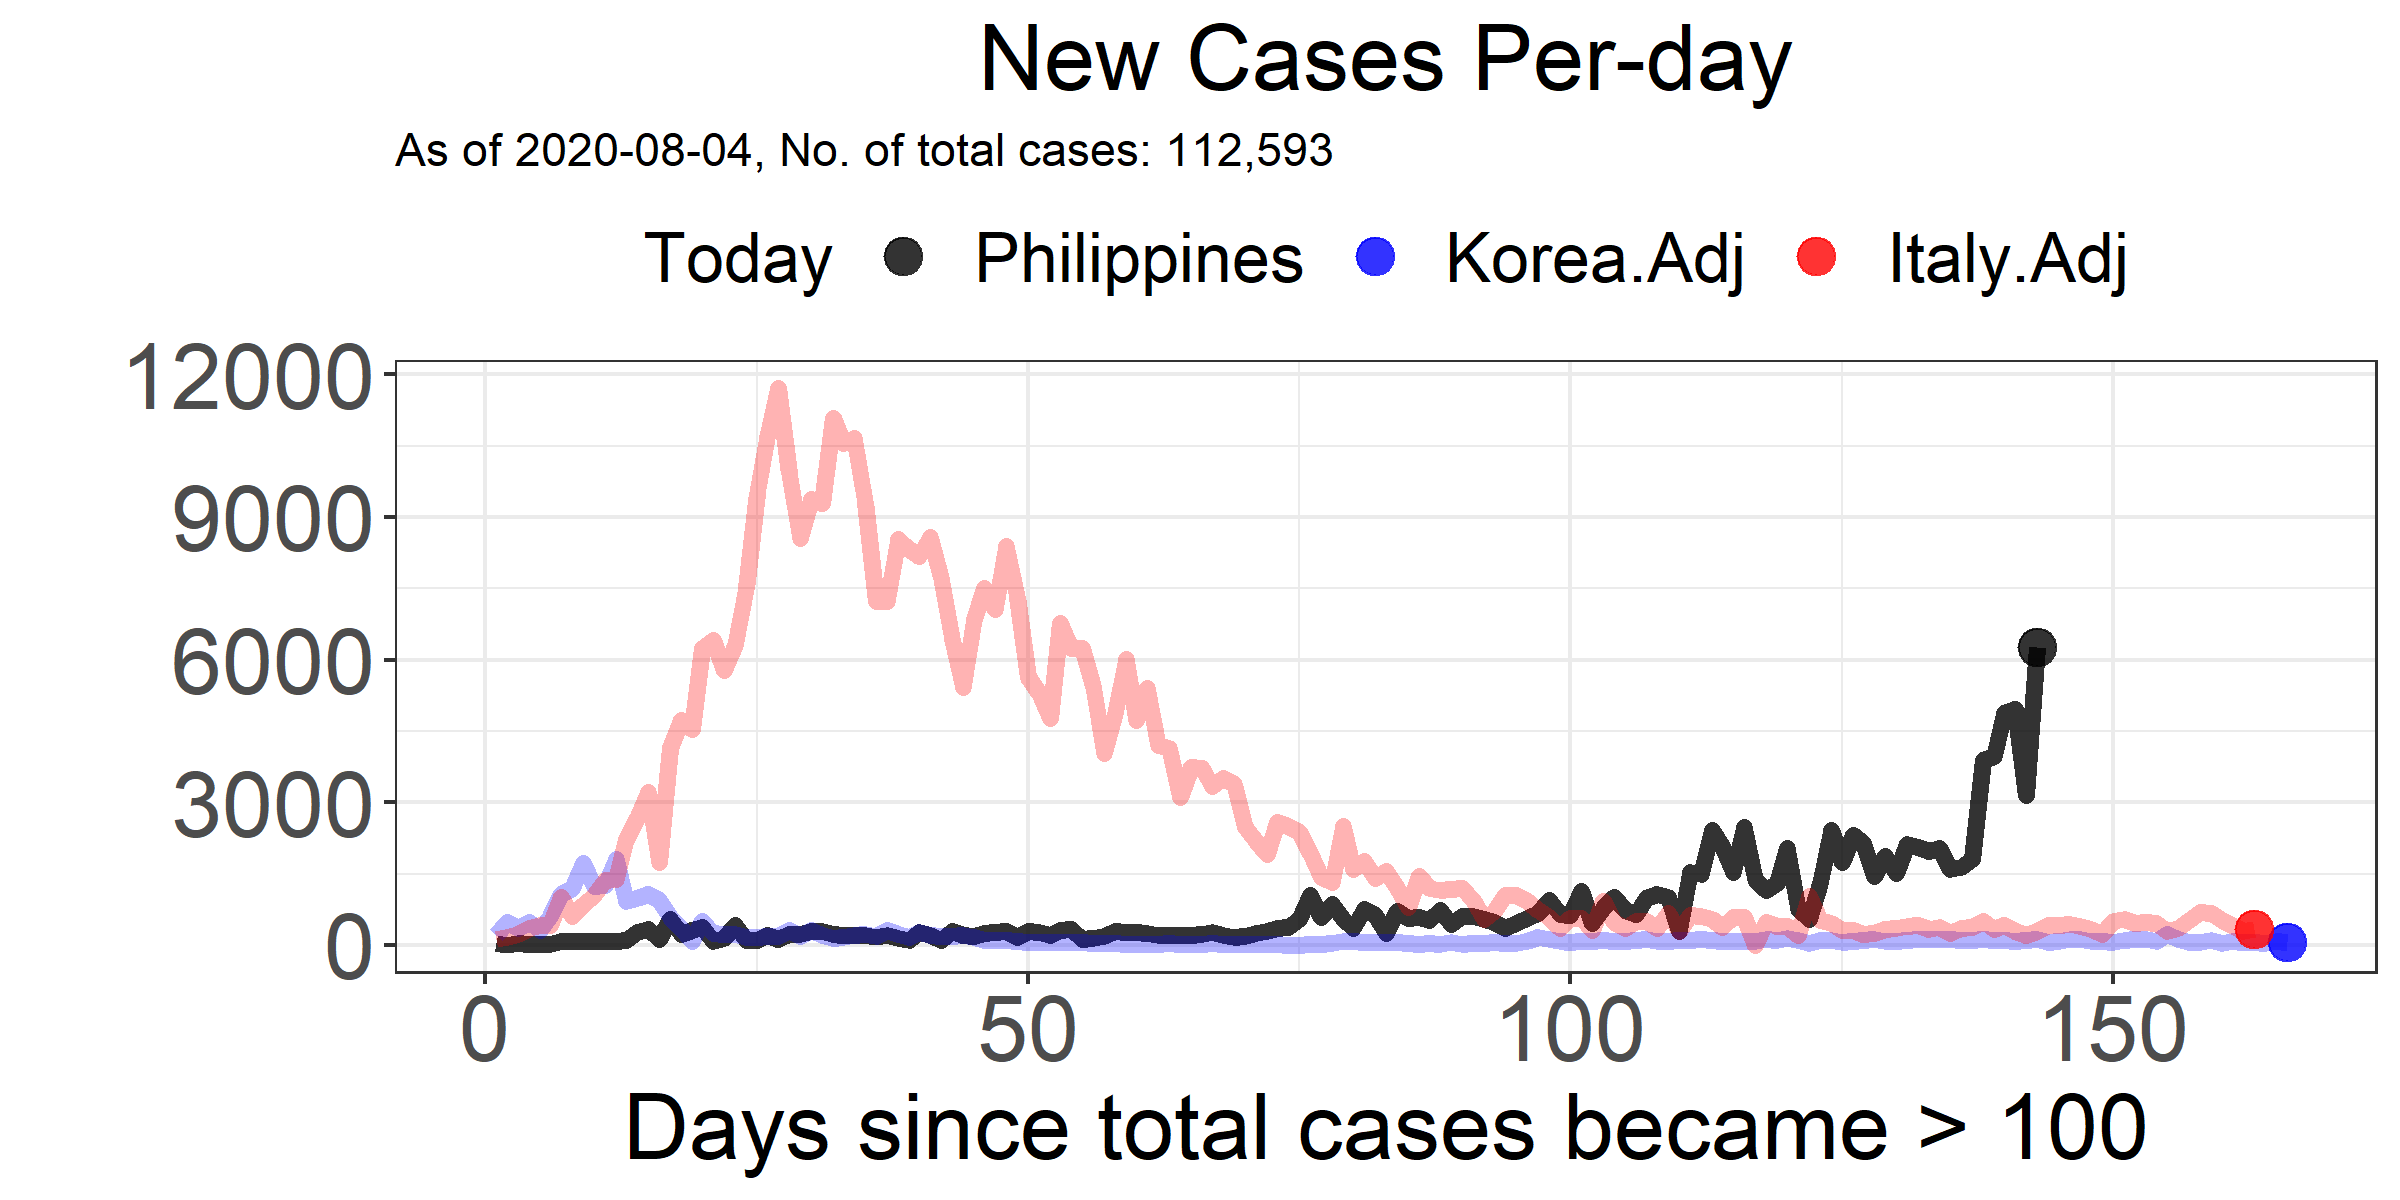 New Cases Per-day
As of 2020-08-04, No. of total cases: 112,593
Today Philippines Korea.Adj Italy.Adj
12000
9000
6000
3000
0
0 50 100 150
Days since total cases became > 100